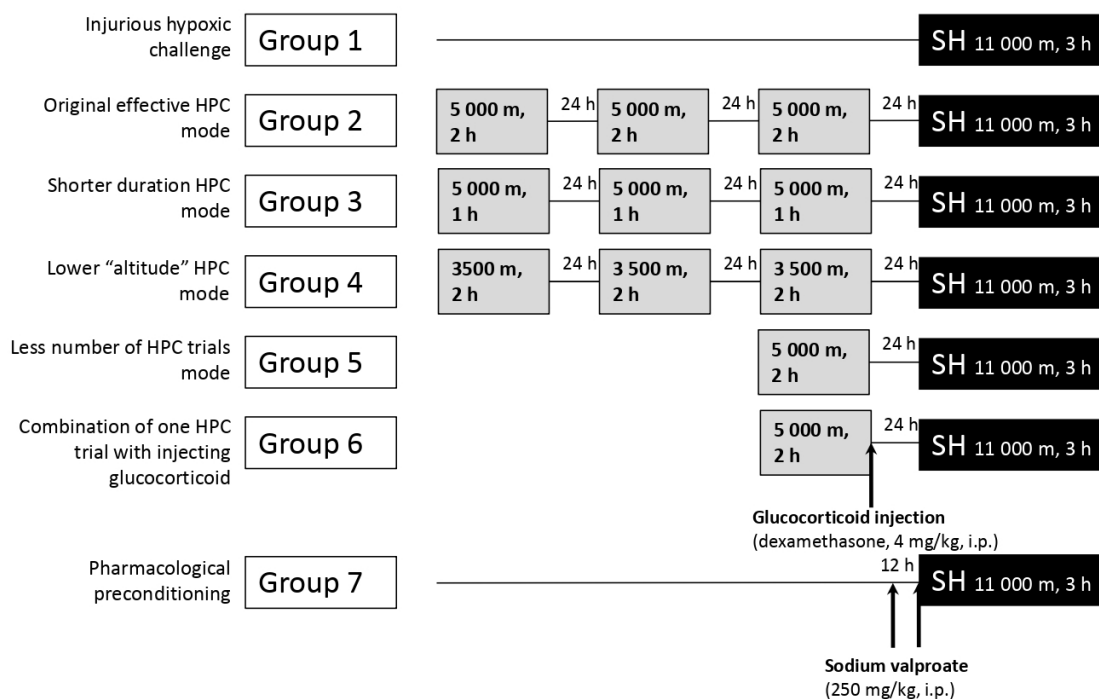 Injurious hypoxic
challenge
Group 1
SH 11 000 m, 3 h
Original effective HPC
mode
Group 2
5 000 m,
2 h
24 h
5 000 m,
2 h
24 h
5 000 m,
2 h
24 h
SH 11 000 m, 3 h
Shorter duration HPC
mode
Group 3
5 000 m,
1 h
24 h
5 000 m,
1 h
24 h
5 000 m,
1 h
24 h
SH 11 000 m, 3 h
Lower “altitude” HPC
mode
Group 4
3500 m,
2 h
24 h
3 500 m,
2 h
24 h
3 500 m,
2 h
24 h
SH 11 000 m, 3 h
Less number of HPC trials
mode
Group 5
5 000 m,
2 h
24 h
SH 11 000 m, 3 h
Combination of one HPC
trial with injecting
glucocorticoid
Group 6
5 000 m,
2 h
24 h
SH 11 000 m, 3 h
Glucocorticoid injection
(dexamethasone, 4 mg/kg, i.p.)
Pharmacological
preconditioning
Group 7
12 h
SH 11 000 m, 3 h
Sodium valproate
(250 mg/kg, i.p.)